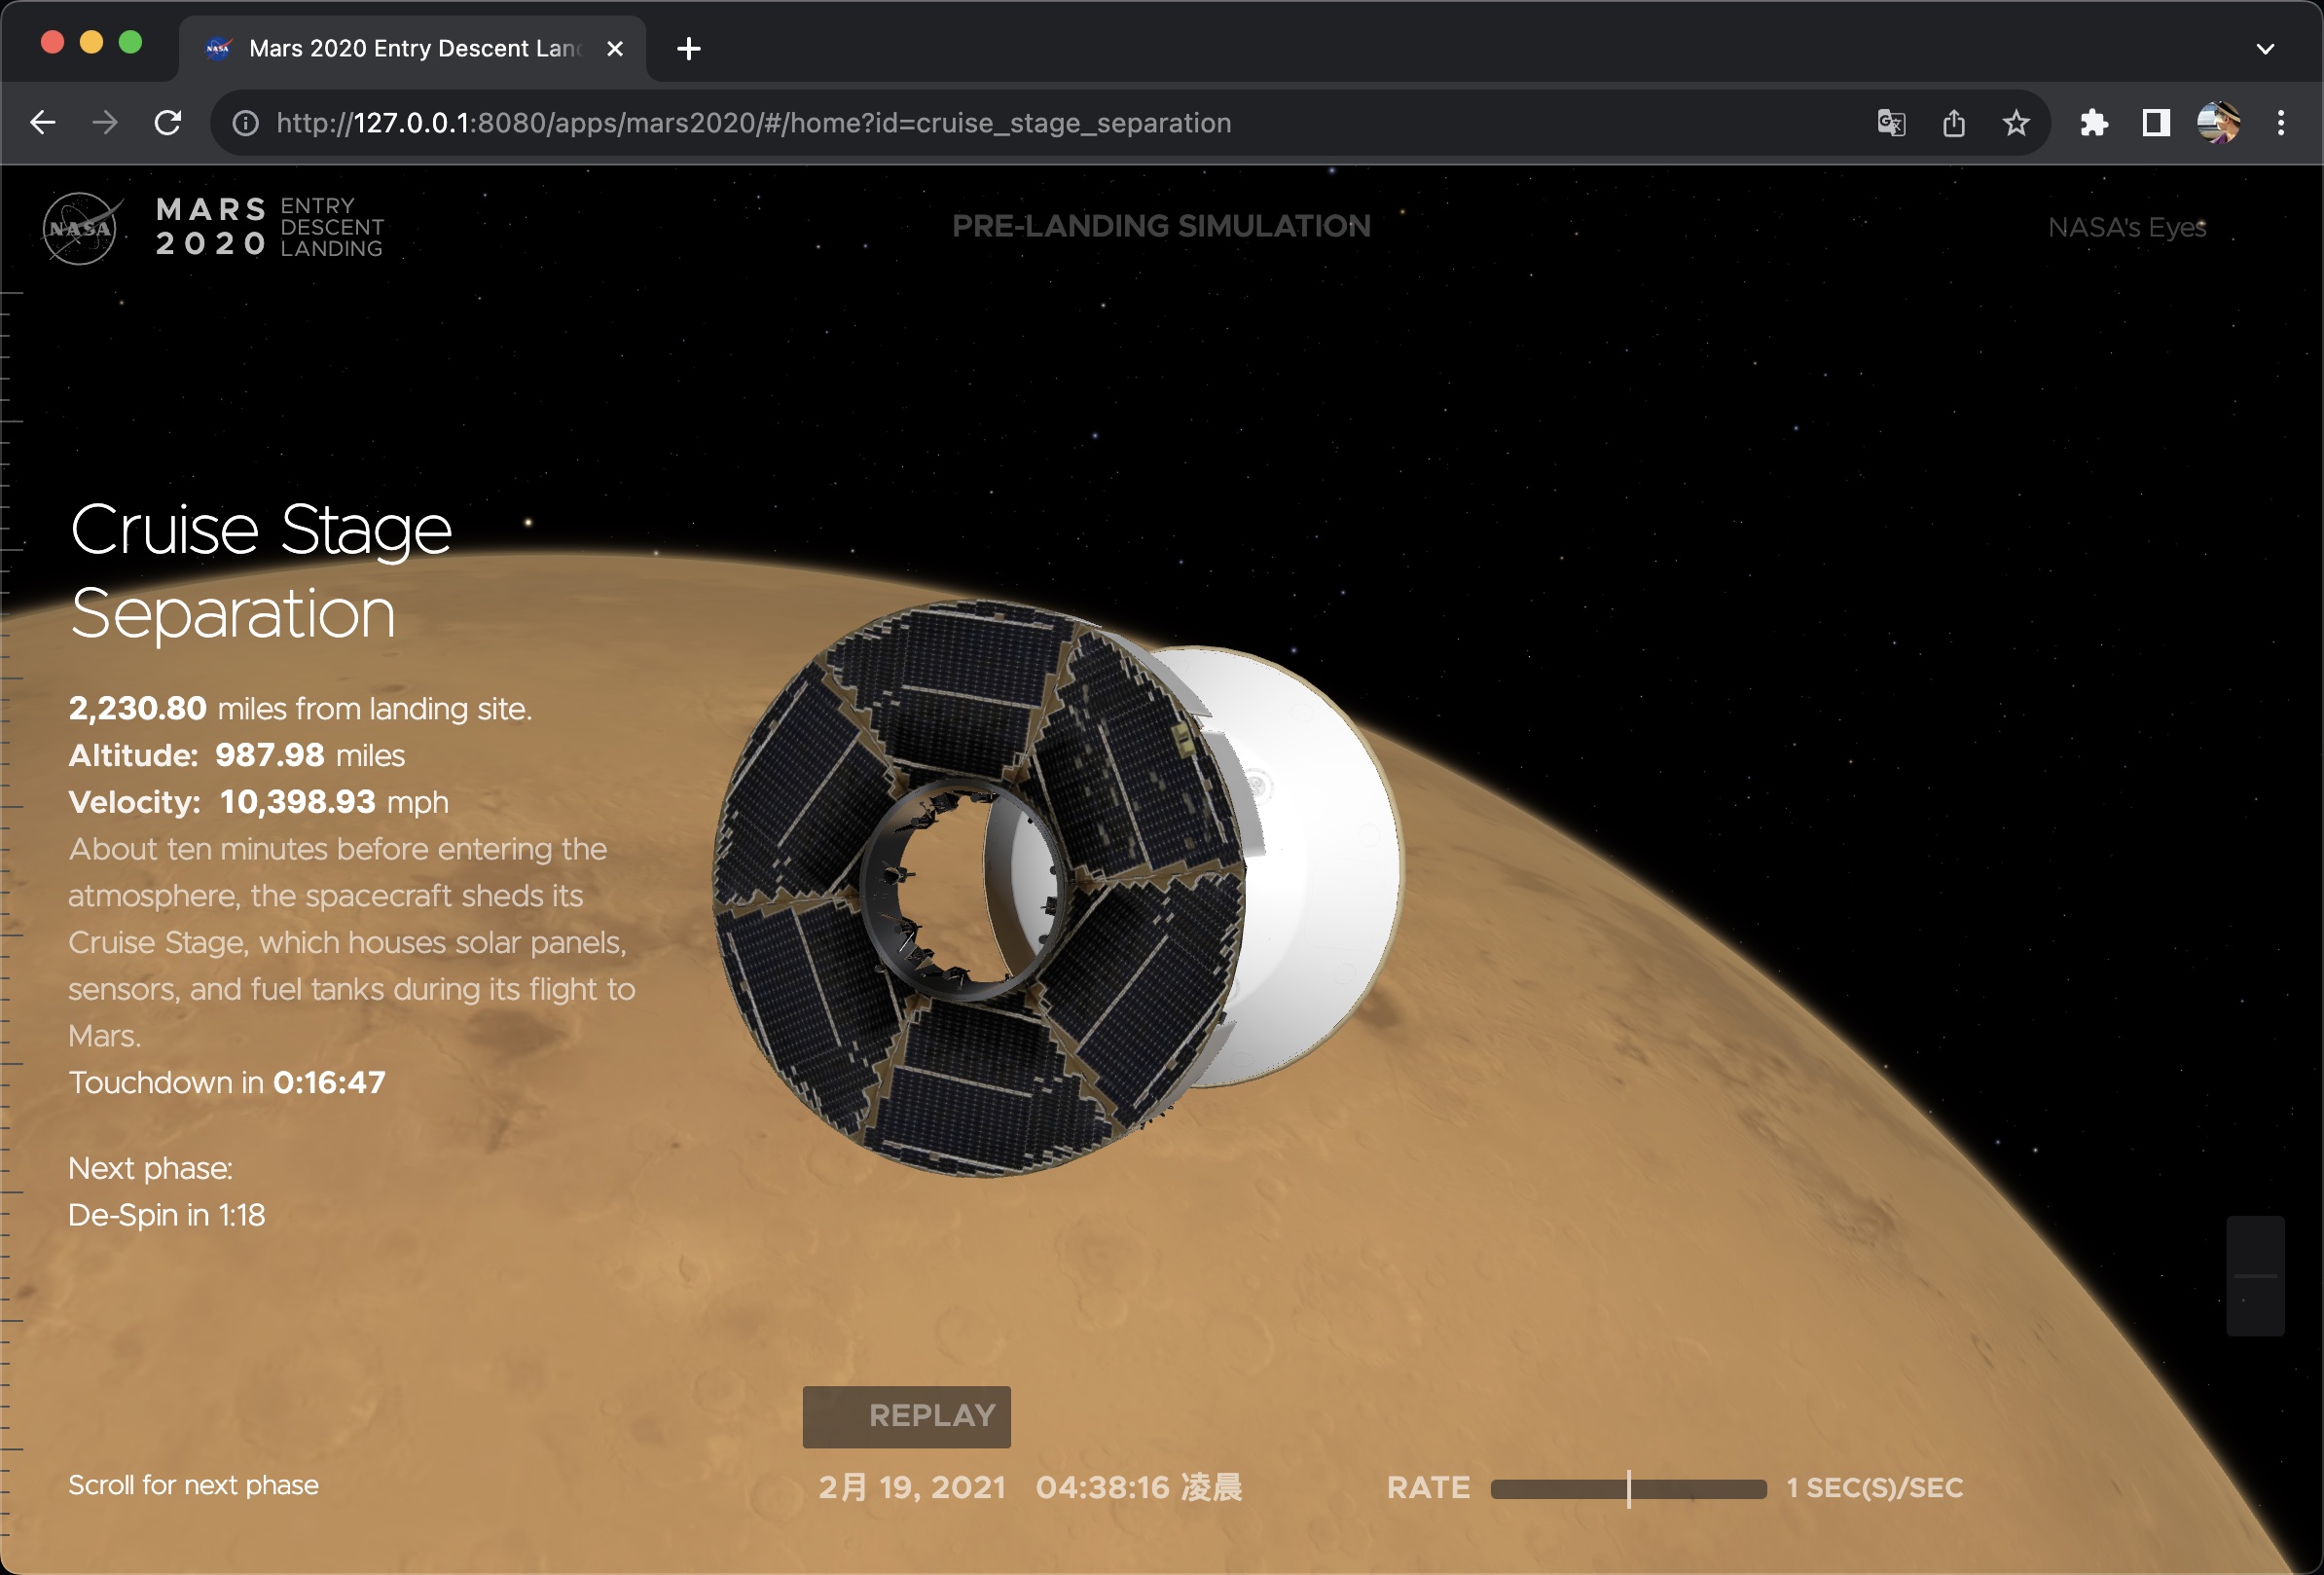 Mars 2020 Entry Descent Lan
http://127.0.0.1:8080/apps/mars2020/#/home?id=cruise_stage_separation
NASA
MARS 2020
ENTRY DESCENT LANDING
PRE-LANDING SIMULATION
NASA's Eyes
Cruise Stage
Separation
2,230.80 miles from landing site.
Altitude: 987.98 miles
Velocity: 10,398.93 mph
About ten minutes before entering the
atmosphere, the spacecraft sheds its
Cruise Stage, which houses solar panels,
sensors, and fuel tanks during its flight to
Mars.
Touchdown in 0:16:47
Next phase:
De-Spin in 1:18
REPLAY
Scroll for next phase
2月 19, 2021 04:38:16 凌晨
RATE
1 SEC(S)/SEC